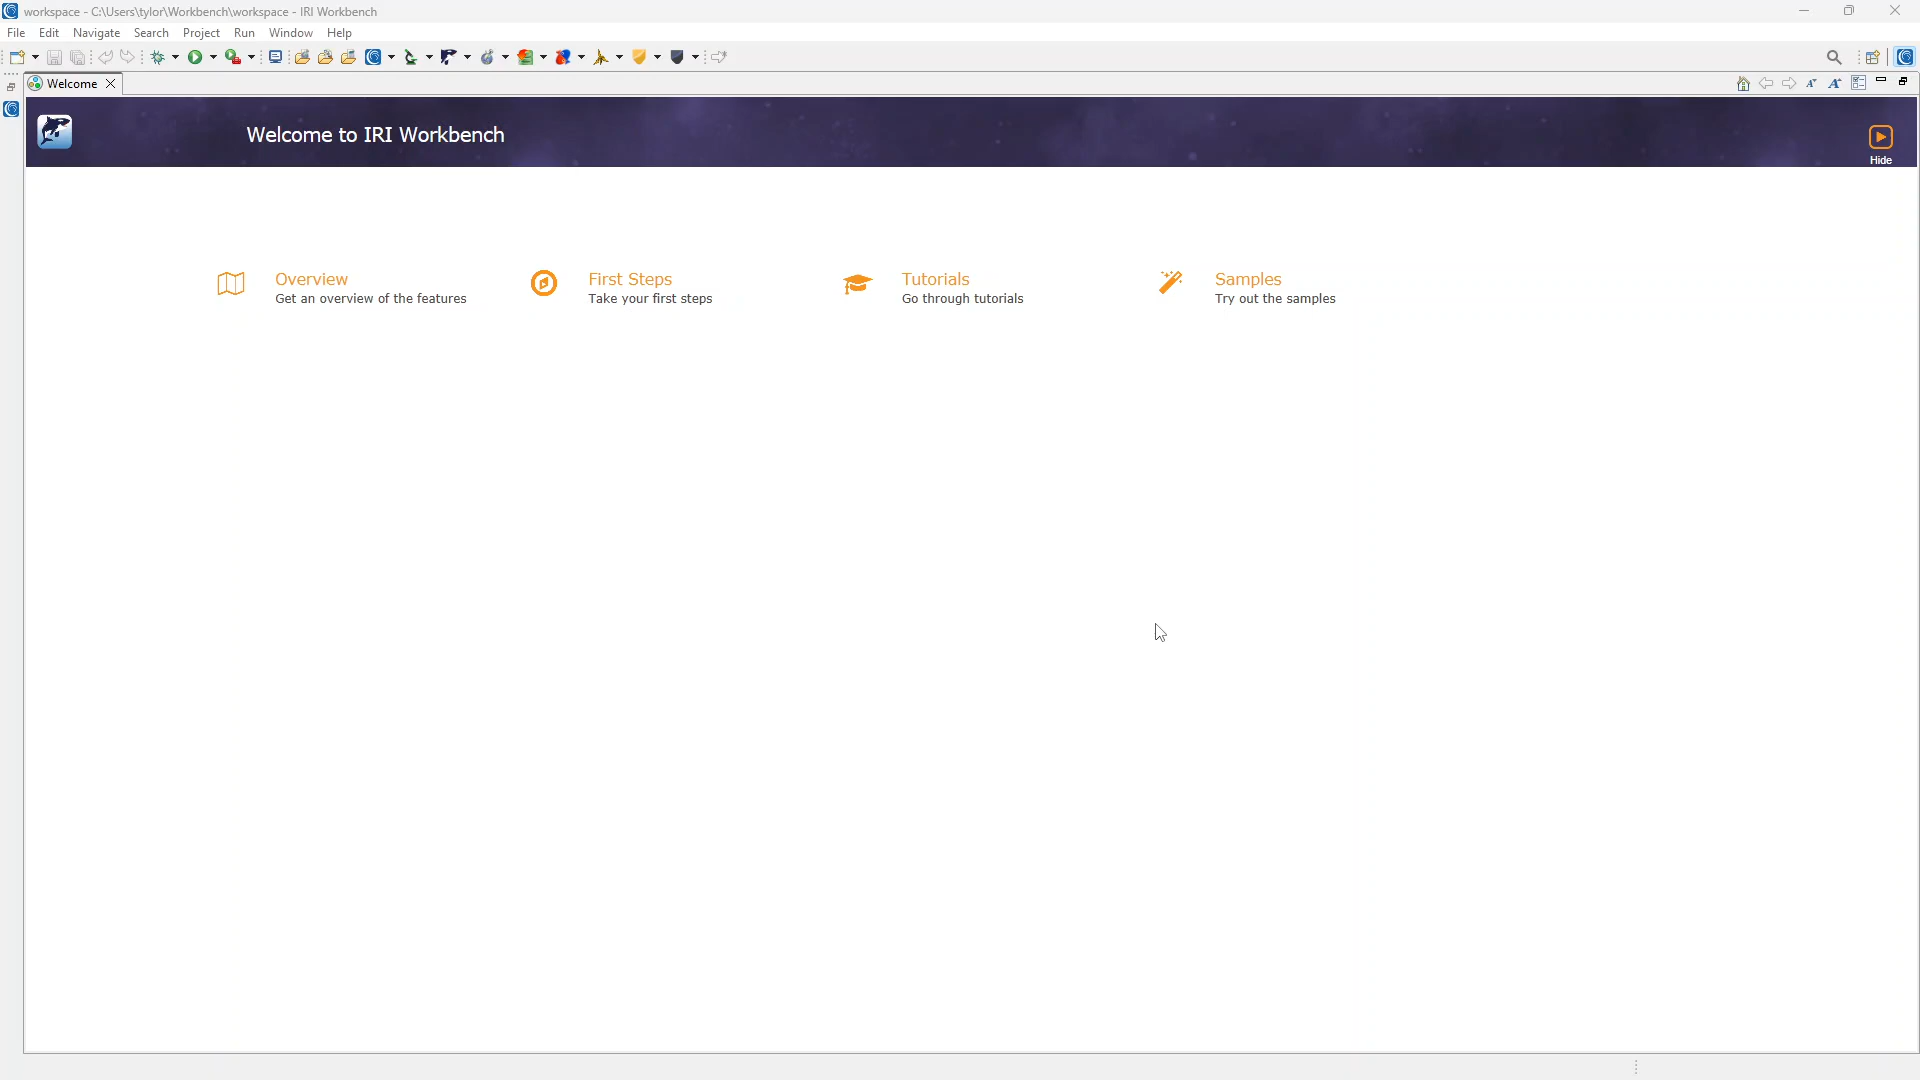 workspace - C:\Users\tylor\Workbench\workspace - IRI Workbench
File Edit Navigate Search Project Run Window Help
Welcome
Welcome to IRI Workbench
Hide
Overview
Get an overview of the features
First Steps
Take your first steps
Tutorials
Go through tutorials
Samples
Try out the samples